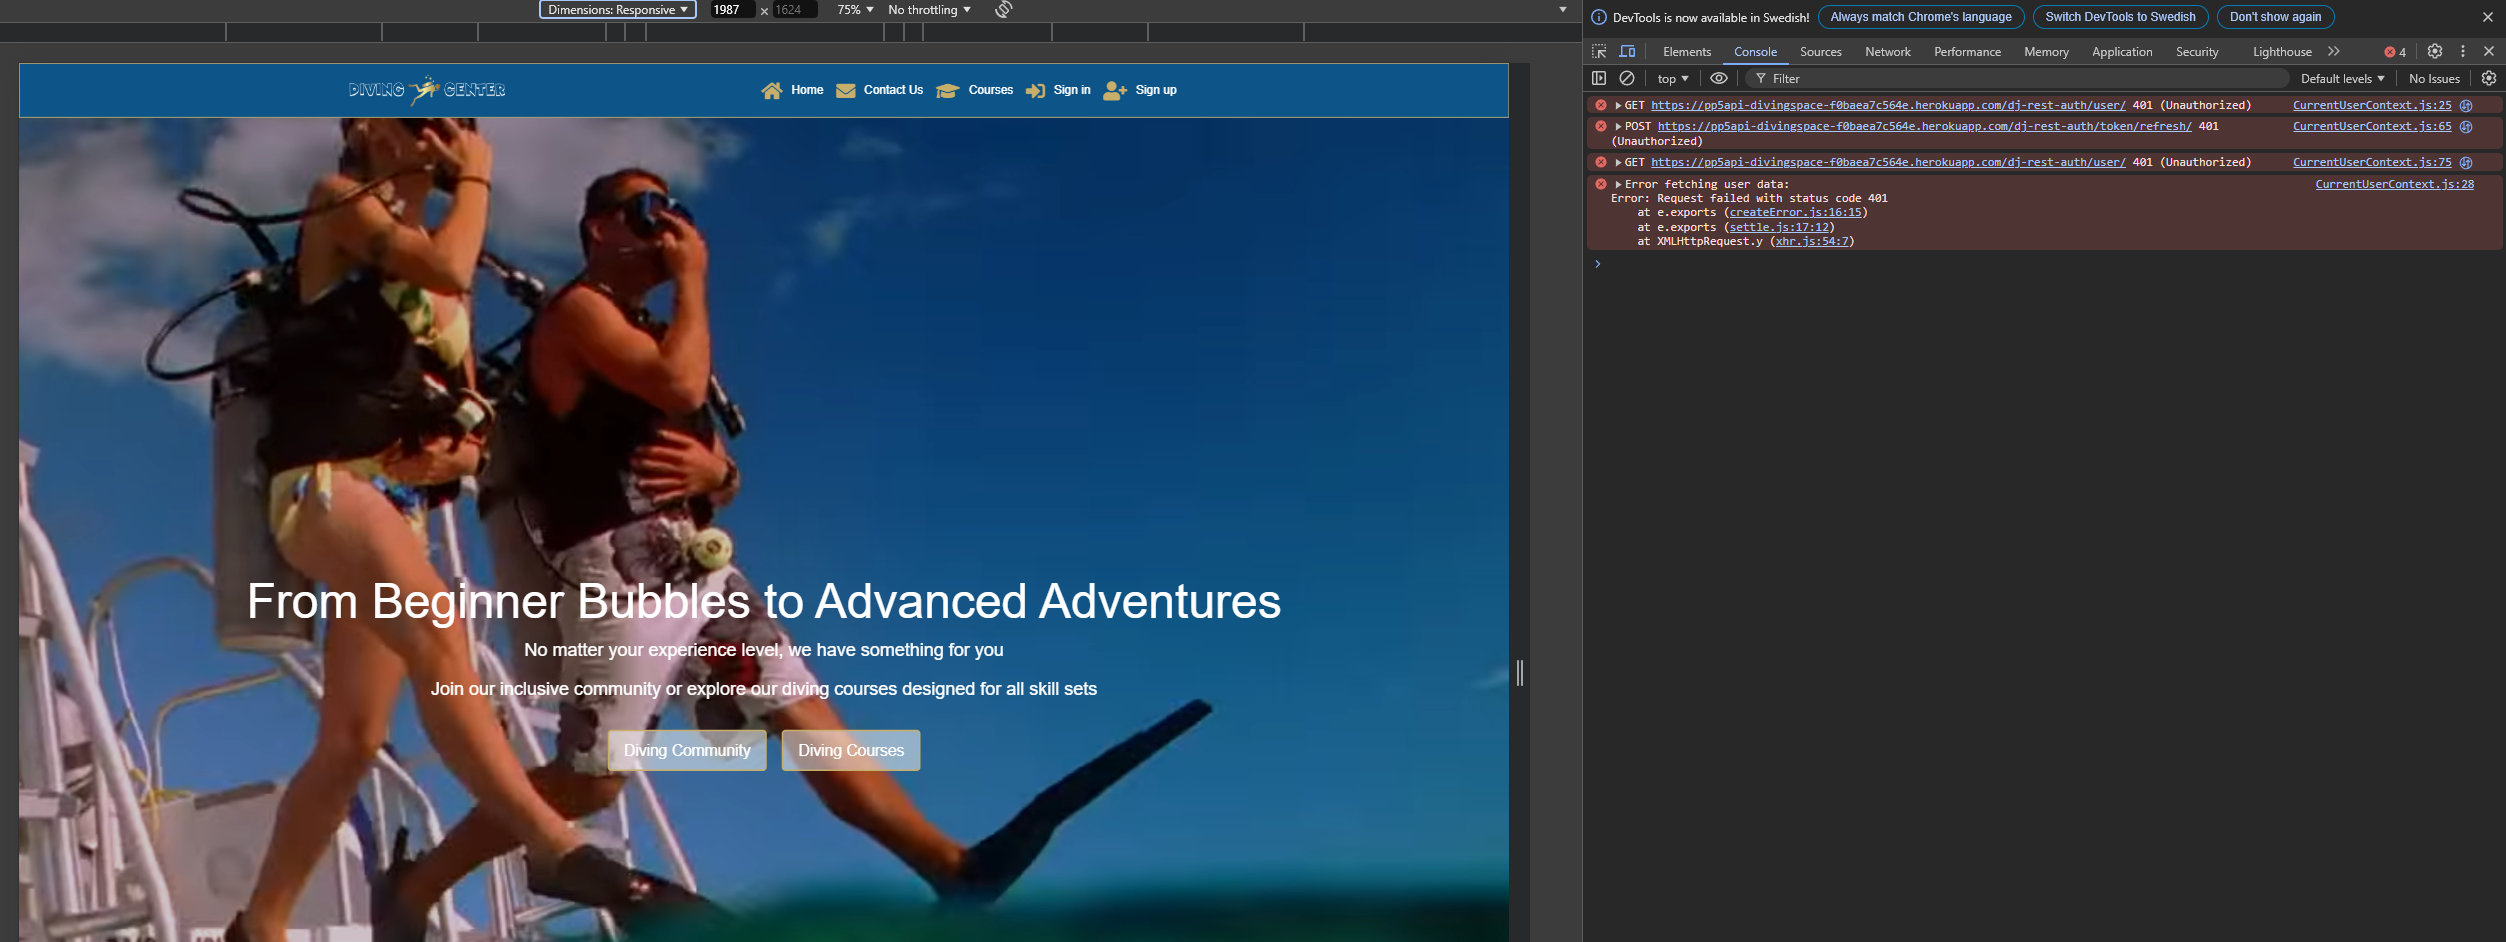 Dimensions: Responsive 1987 × 1624 75% No throttling
DIVING CENTER
Home Contact Us Courses Sign in Sign up
From Beginner Bubbles to Advanced Adventures
No matter your experience level, we have something for you
Join our inclusive community or explore our diving courses designed for all skill sets
Diving Community Diving Courses
DevTools is now available in Swedish! Always match Chrome's language Switch DevTools to Swedish Don't show again
Elements Console Sources Network Performance Memory Application Security Lighthouse 4
top Filter Default levels No Issues
GET https://pp5api-divingspace-f0baea7c564e.herokuapp.com/dj-rest-auth/user/ 401 (Unauthorized) CurrentUserContext.js:25
POST https://pp5api-divingspace-f0baea7c564e.herokuapp.com/dj-rest-auth/token/refresh/ 401 CurrentUserContext.js:65
(Unauthorized)
GET https://pp5api-divingspace-f0baea7c564e.herokuapp.com/dj-rest-auth/user/ 401 (Unauthorized) CurrentUserContext.js:75
Error fetching user data: CurrentUserContext.js:28
Error: Request failed with status code 401
at e.exports (createError.js:16:15)
at e.exports (settle.js:17:12)
at XMLHttpRequest.y (xhr.js:54:7)